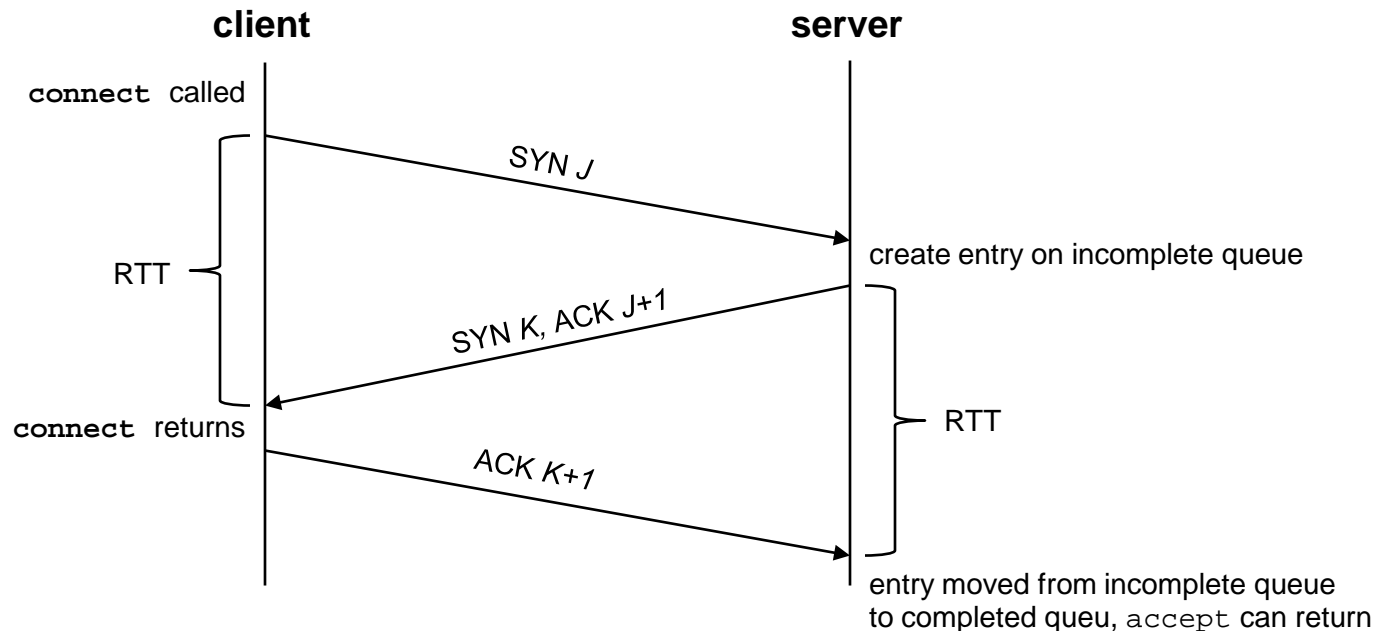 client
server
connect called
SYN J
create entry on incomplete queue
RTT
SYN K, ACK J+1
connect returns
RTT
ACK K+1
entry moved from incomplete queue
to completed queu, accept can return